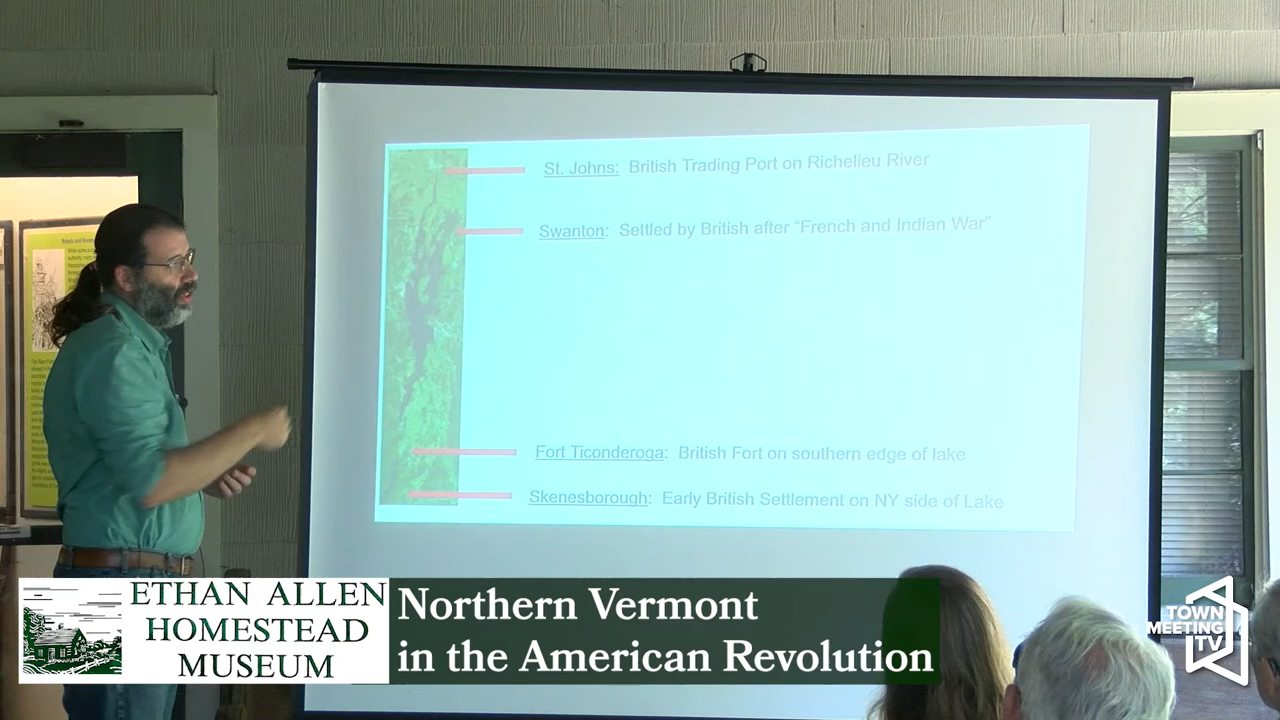 St. Johns: British Trading Port on Richelieu River
Swanton: Settled by British after “French and Indian War”
Fort Ticonderoga: British Fort on southern edge of lake
Skenesborough: Early British Settlement on NY side of Lake
ETHAN ALLEN
HOMESTEAD
MUSEUM
Northern Vermont
in the American Revolution
TOWN
MEETING
TV